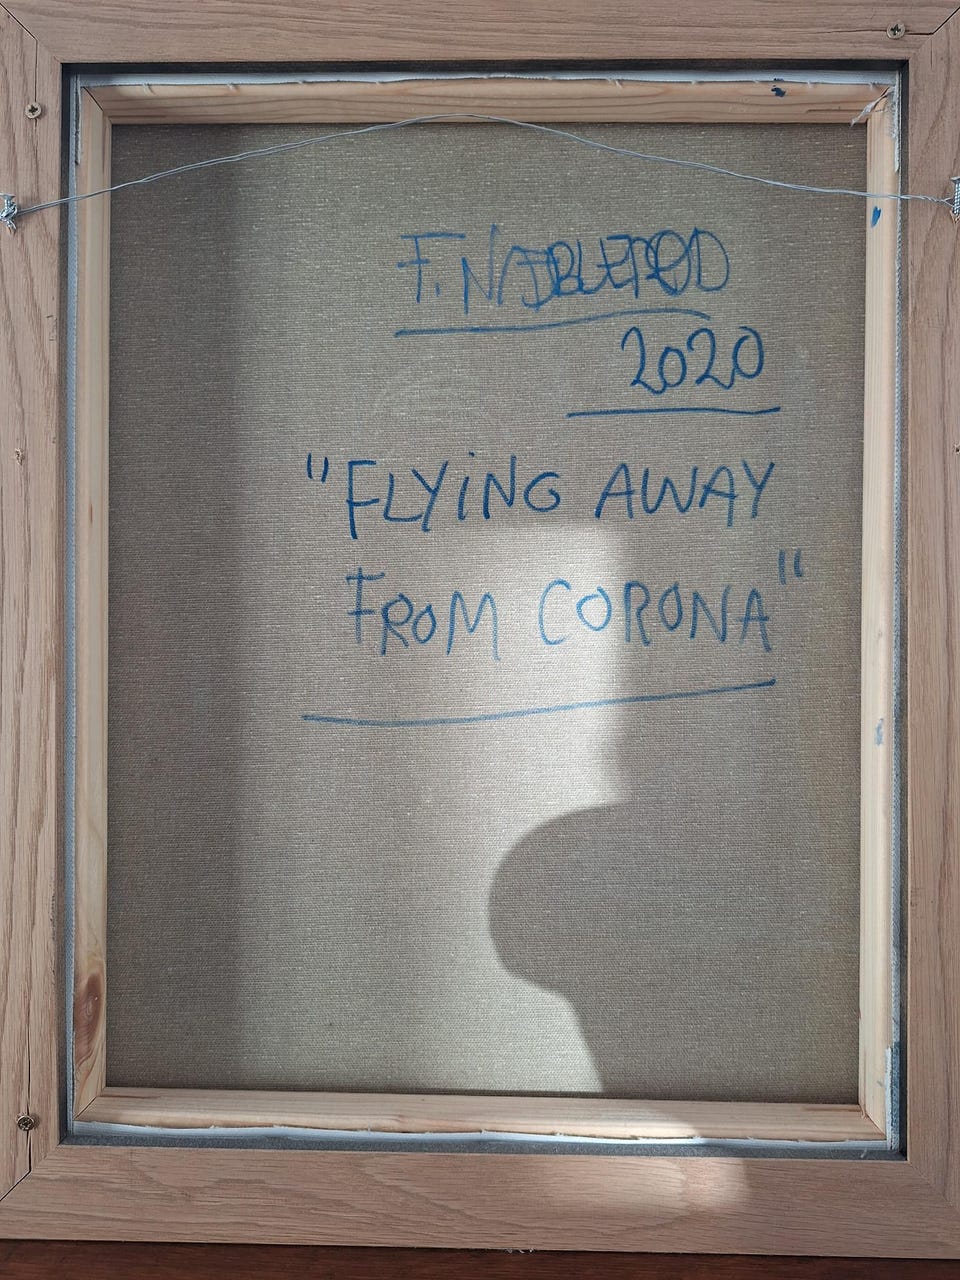 F.
2020
"FLYING AWAY
FROM CORONA"